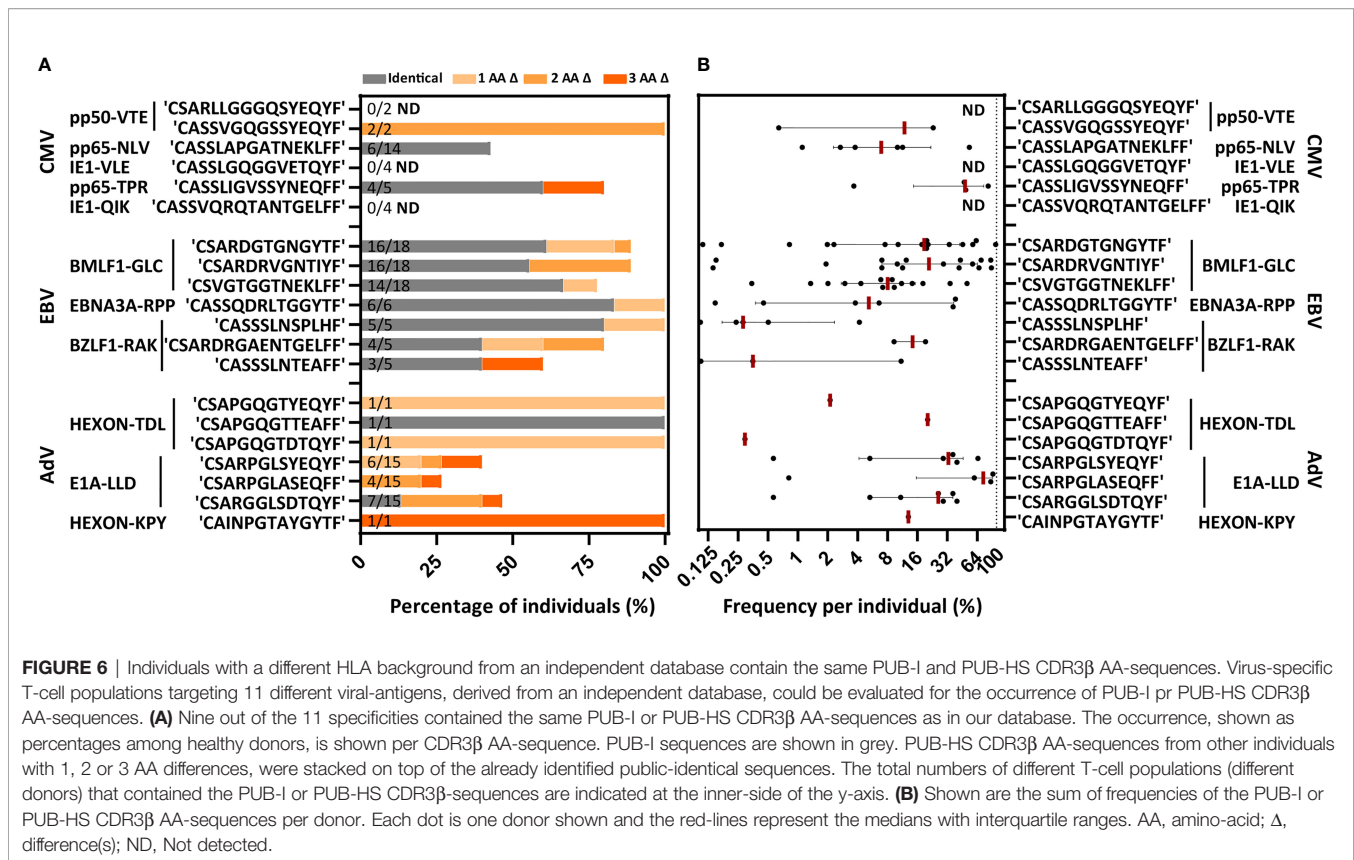 A
Identical 1 AA Δ 2 AA Δ 3 AA Δ
CMV
pp50-VTE
'CSARLLGGGQSYEQYF' 0/2 ND
'CASSVGQGSSYEQYF' 2/2
pp65-NLV 'CASSLAPGATNEKLFF' 6/14
IE1-VLE 'CASSLGQGGVETQYF' 0/4 ND
pp65-TPR 'CASSLIGVSSYNEQFF' 4/5
IE1-QIK 'CASSVQRQTANTGELFF' 0/4 ND
EBV
BMLF1-GLC
'CSARDGTGNGYTF' 16/18
'CSARDRVGNTIYF' 16/18
'CSVGTGGTNEKLFF' 14/18
EBNA3A-RPP 'CASSQDRLTGGYTF' 6/6
BZLF1-RAK
'CASSSLNSPLHF' 5/5
'CSARDRGAENTGELFF' 4/5
'CASSSLNTEAFF' 3/5
AdV
HEXON-TDL
'CSAPGQGTYEQYF' 1/1
'CSAPGQGTTEAFF' 1/1
'CSAPGQGTDTQYF' 1/1
E1A-LLD
'CSARPGLSYEQYF' 6/15
'CSARPGLASEQFF' 4/15
'CSARGGLSDTQYF' 7/15
HEXON-KPY 'CAINPGTAYGYTF' 1/1
0 25 50 75 100
Percentage of individuals (%)
B
ND 'CSARLLGGGQSYEQYF'
'CASSVGQGSSYEQYF'
pp50-VTE
'CASSLAPGATNEKLFF' pp65-NLV
ND 'CASSLGQGGVETQYF' IE1-VLE
'CASSLIGVSSYNEQFF' pp65-TPR
ND 'CASSVQRQTANTGELFF' IE1-QIK
CMV
'CSARDGTGNGYTF'
'CSARDRVGNTIYF'
'CSVGTGGTNEKLFF'
BMLF1-GLC
'CASSQDRLTGGYTF' EBNA3A-RPP
'CASSSLNSPLHF'
'CSARDRGAENTGELFF'
'CASSSLNTEAFF'
BZLF1-RAK
EBV
'CSAPGQGTYEQYF'
'CSAPGQGTTEAFF'
'CSAPGQGTDTQYF'
HEXON-TDL
'CSARPGLSYEQYF'
'CSARPGLASEQFF'
'CSARGGLSDTQYF'
E1A-LLD
'CAINPGTAYGYTF' HEXON-KPY
AdV
0.125 0.25 0.5 1 2 4 8 16 32 64 100
Frequency per individual (%)
FIGURE 6 | Individuals with a different HLA background from an independent database contain the same PUB-I and PUB-HS CDR3β AA-sequences. Virus-specific
T-cell populations targeting 11 different viral-antigens, derived from an independent database, could be evaluated for the occurrence of PUB-I pr PUB-HS CDR3β
AA-sequences. (A) Nine out of the 11 specificities contained the same PUB-I or PUB-HS CDR3β AA-sequences as in our database. The occurrence, shown as
percentages among healthy donors, is shown per CDR3β AA-sequence. PUB-I sequences are shown in grey. PUB-HS CDR3β AA-sequences from other individuals
with 1, 2 or 3 AA differences, were stacked on top of the already identified public-identical sequences. The total numbers of different T-cell populations (different
donors) that contained the PUB-I or PUB-HS CDR3β-sequences are indicated at the inner-side of the y-axis. (B) Shown are the sum of frequencies of the PUB-I or
PUB-HS CDR3β AA-sequences per donor. Each dot is one donor shown and the red-lines represent the medians with interquartile ranges. AA, amino-acid; Δ,
difference(s); ND, Not detected.